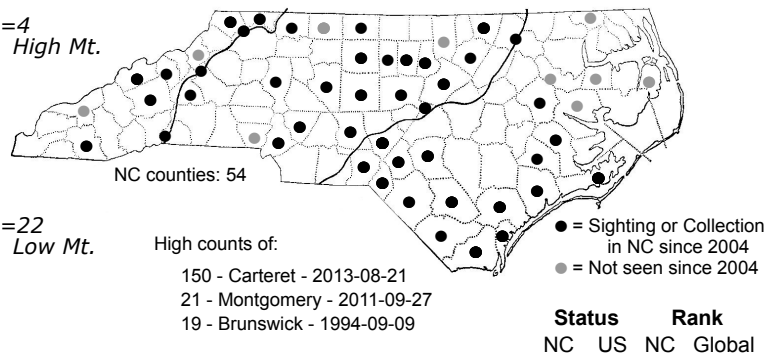 =4
High Mt.
NC counties: 54
=22
Low Mt.
High counts of:
150 - Carteret - 2013-08-21
21 - Montgomery - 2011-09-27
19 - Brunswick - 1994-09-09
= Sighting or Collection
in NC since 2004
= Not seen since 2004
Status Rank
NC US NC Global